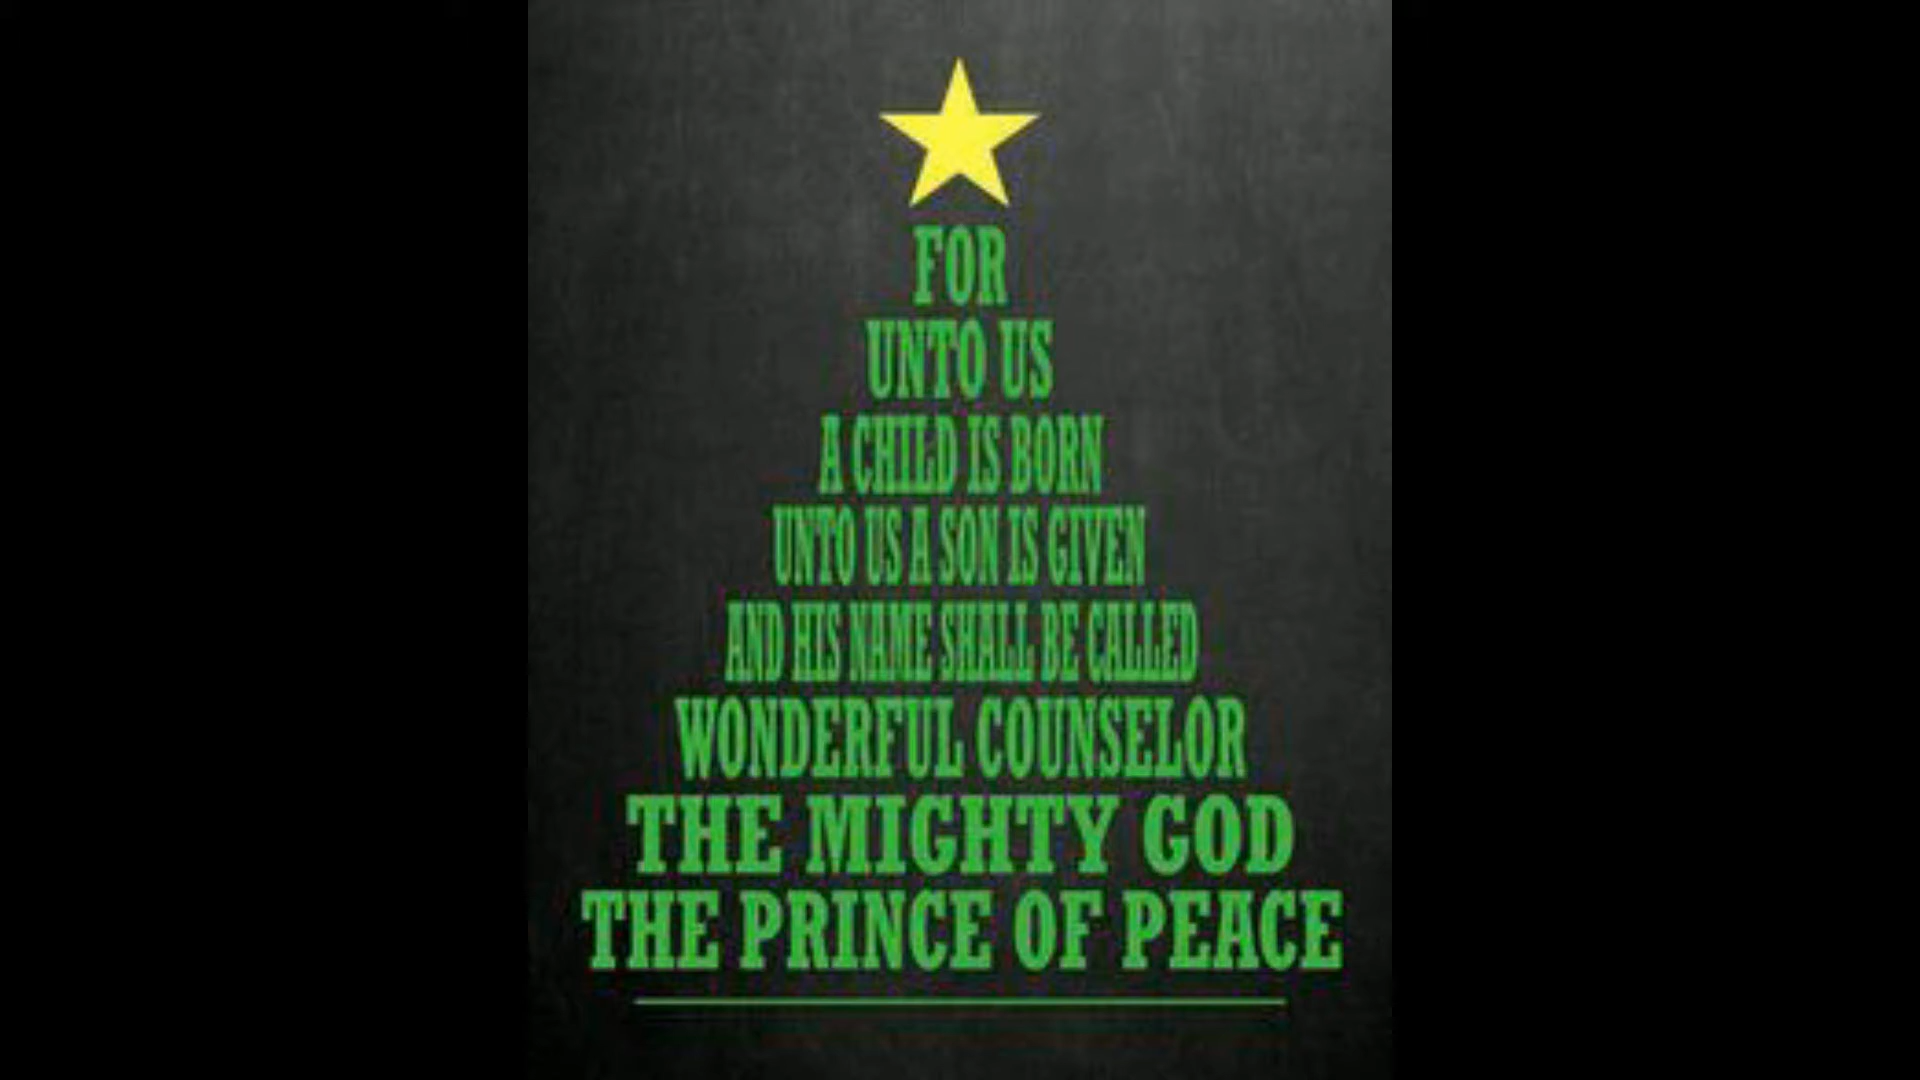 FOR
UNTO US
A CHILD IS BORN
UNTO US A SON IS GIVEN
AND HIS NAME SHALL BE CALLED
WONDERFUL COUNSELOR
THE MIGHTY GOD
THE PRINCE OF PEACE